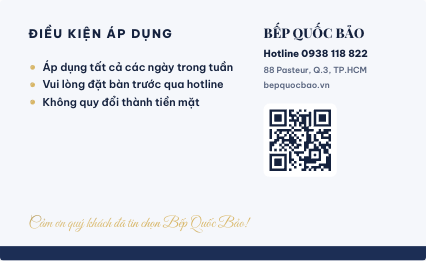 ĐIỀU KIỆN ÁP DỤNG
Áp dụng tất cả các ngày trong tuần
Vui lòng đặt bàn trước qua hotline
Không quy đổi thành tiền mặt
BẾP QUỐC BẢO
Hotline 0938 118 822
88 Pasteur, Q.3, TP.HCM
bepquocbao.vn
Cảm ơn quý khách đã tin chọn Bếp Quốc Bảo!